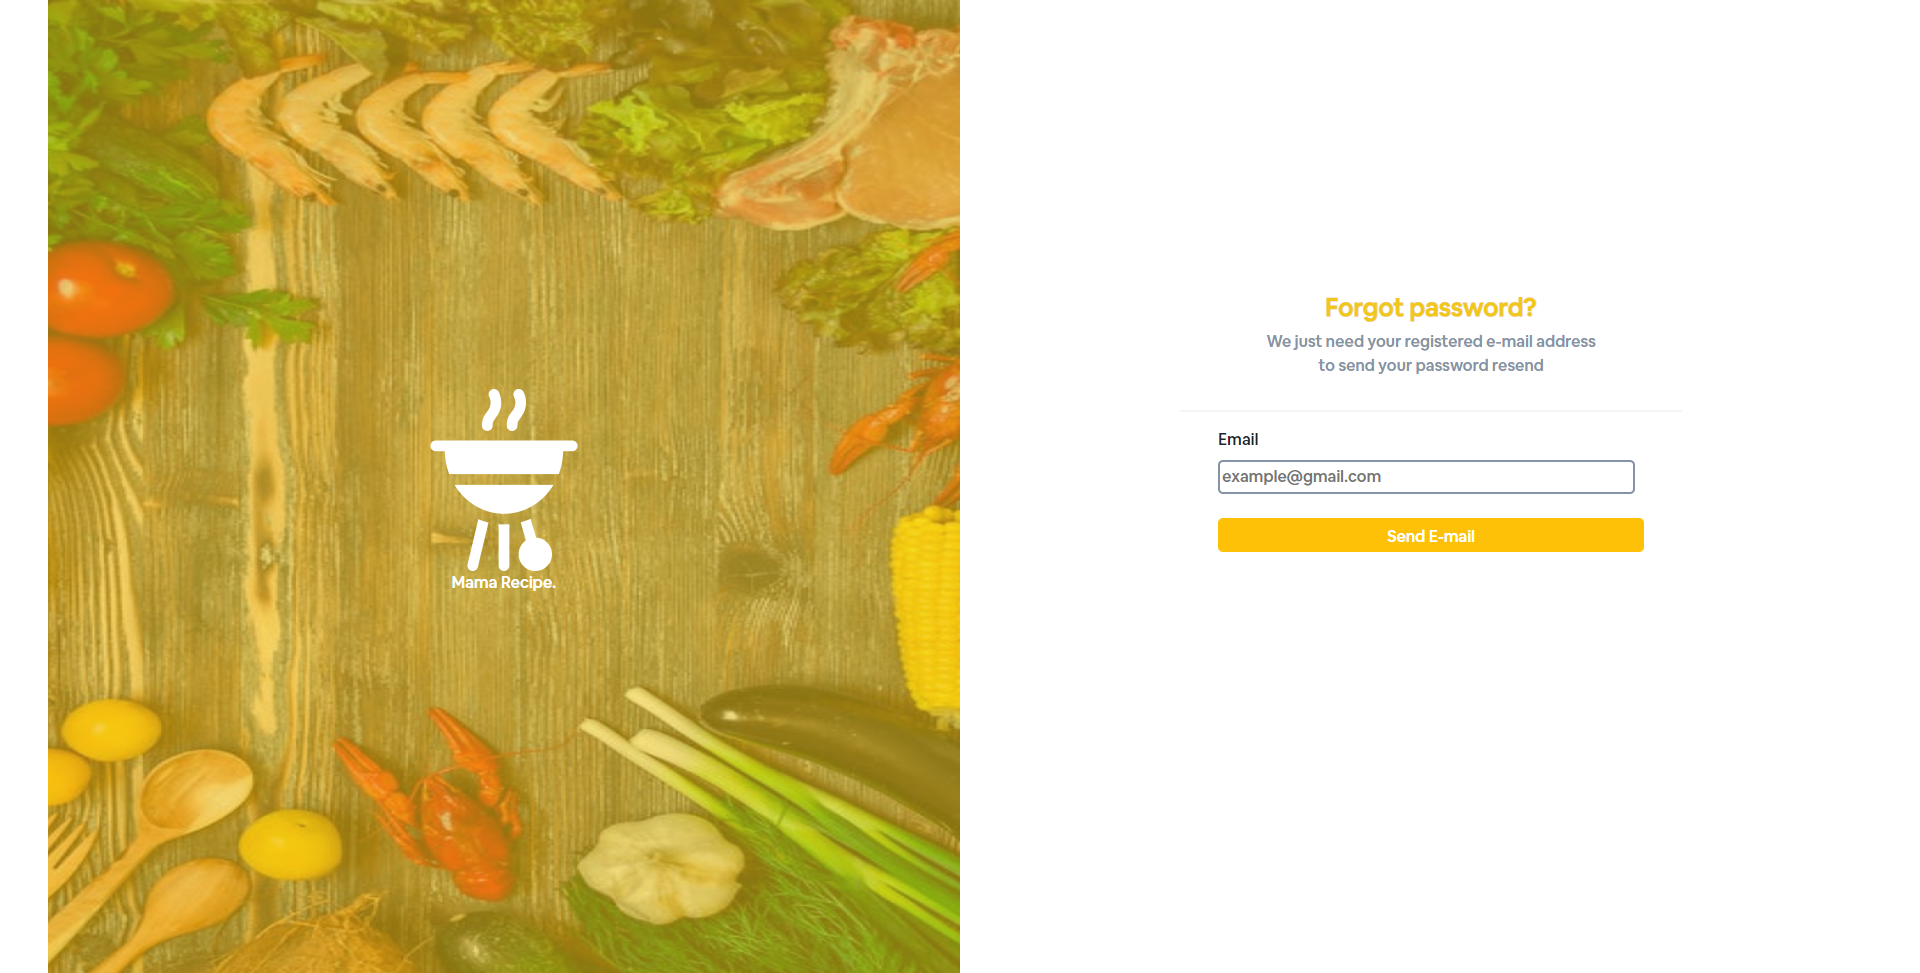 Mama Recipe.
Forgot password?
We just need your registered e-mail address
to send your password resend
Email
example@gmail.com
Send E-mail